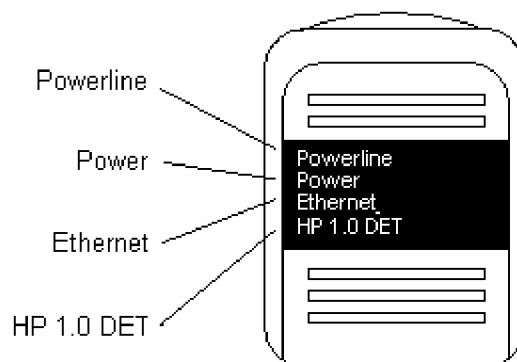 Powerline
Power
Ethernet
HP 1.0 DET
Powerline
Power
Ethernet
HP 1.0 DET